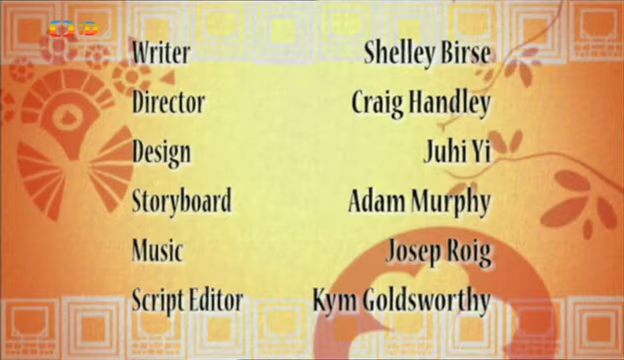 Writer Shelley Birse
Director Craig Handley
Design Juhi Yi
Storyboard Adam Murphy
Music Josep Roig
Script Editor Kym Goldsworthy